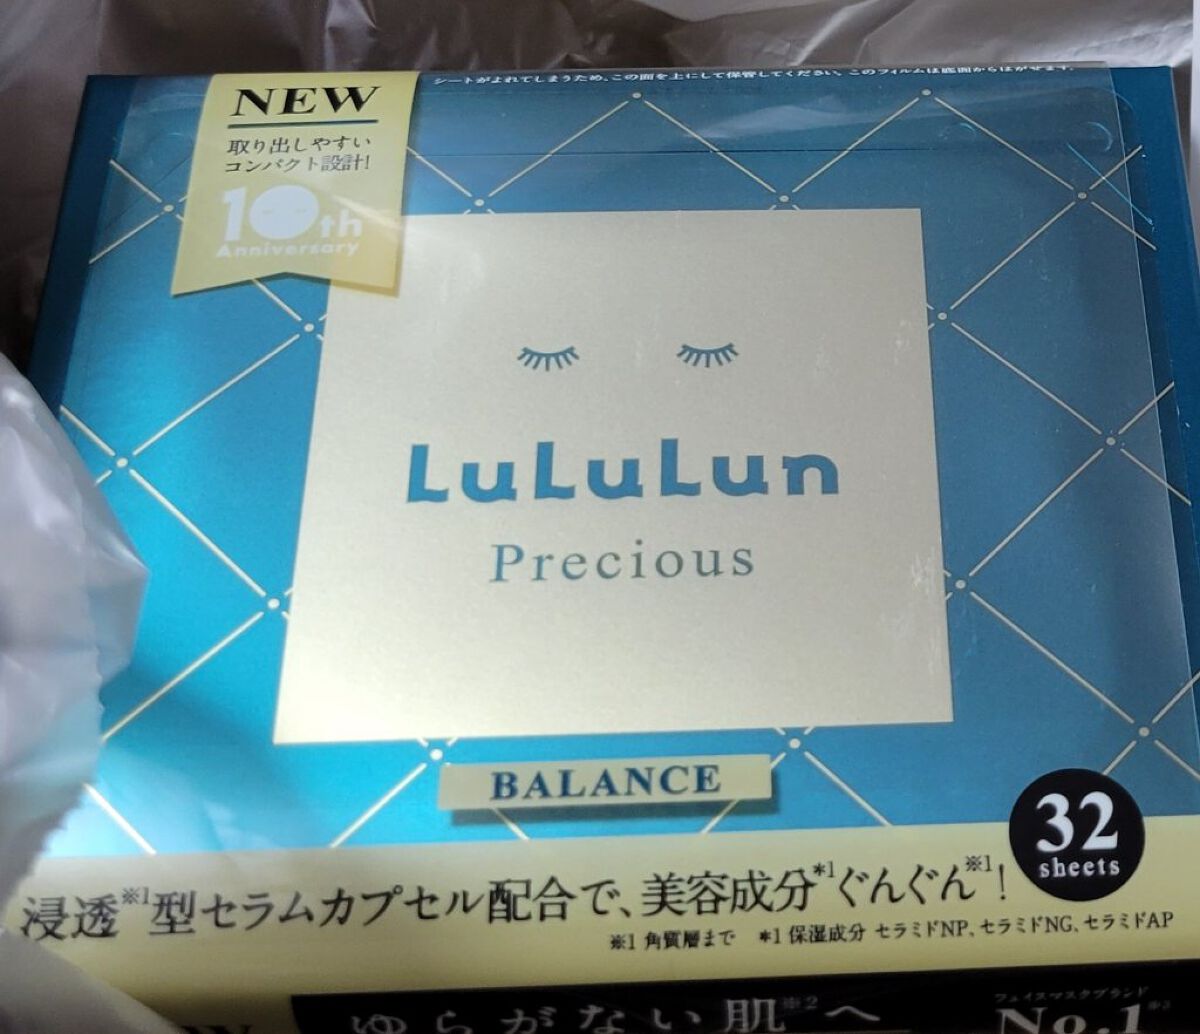 シートがよれてしまうため、この面を上にして保管してください。このフィルムは底面からはがせます。
NEW
取り出しやすい
コンパクト設計!
10th
Anniversary
LuLuLun
Precious
BALANCE
32
sheets
浸透※1型セラムカプセル配合で、美容成分*1ぐんぐん※1!
※1 角質層まで *1 保湿成分 セラミドNP、セラミドNG、セラミドAP
ゆらがない肌※2へ
フェイスマスクブランド
No.1